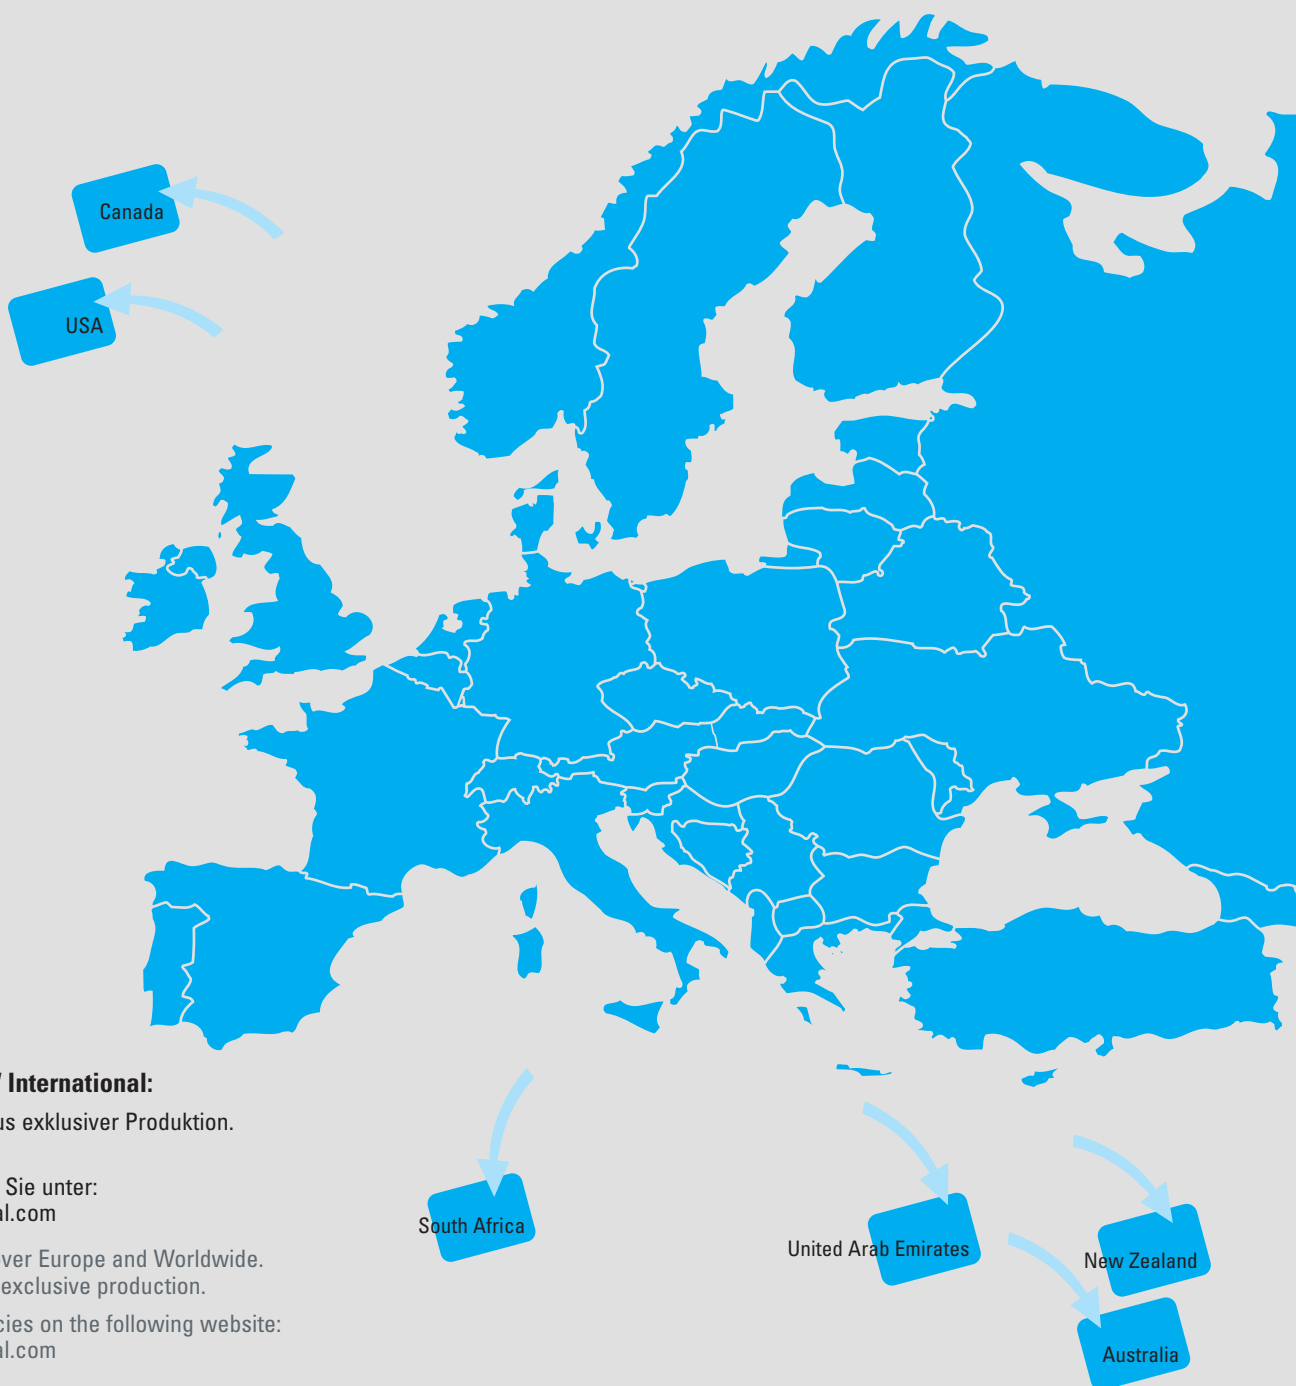 Canada
USA
International:
us exklusiver Produktion.
Sie unter:
al.com
ver Europe and Worldwide.
exclusive production.
cies on the following website:
al.com
South Africa
United Arab Emirates
New Zealand
Australia